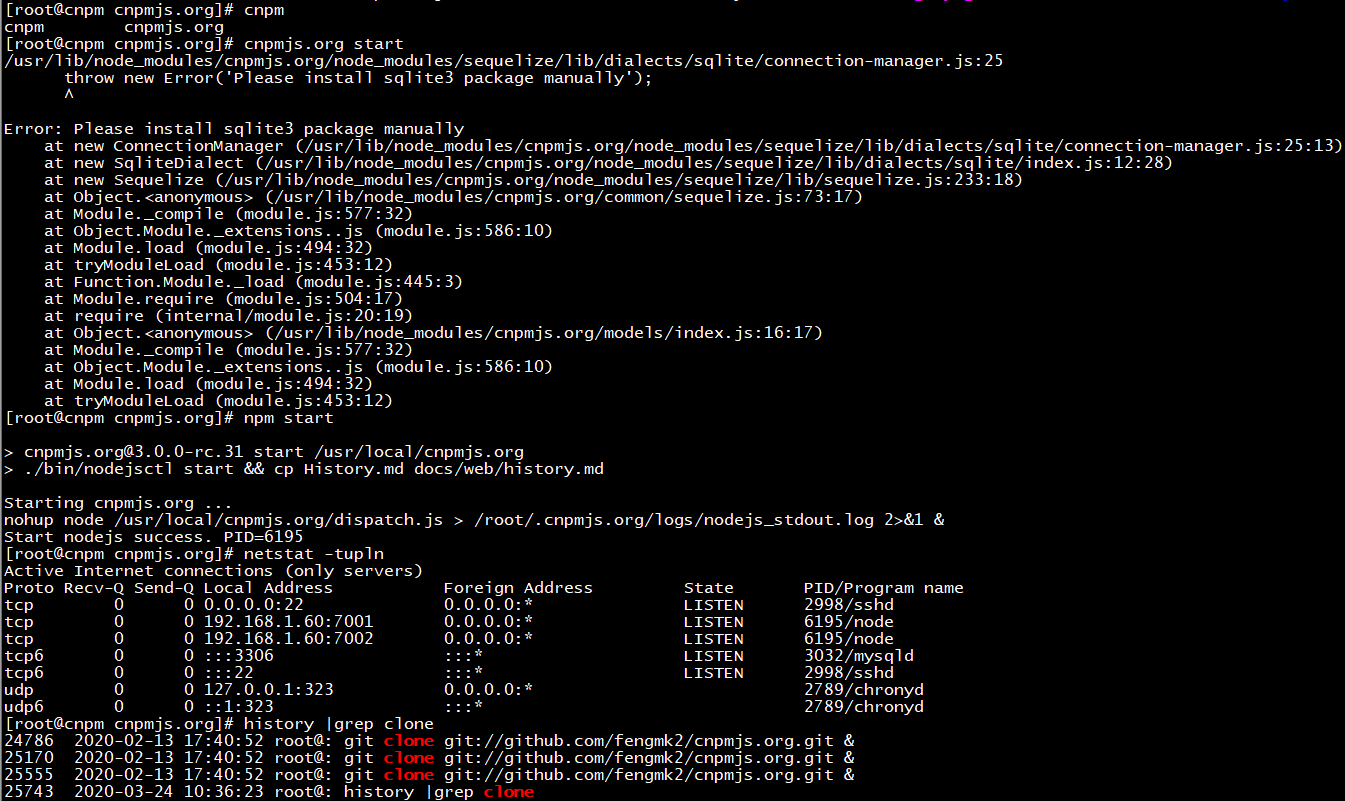 [root@cnpm cnpmjs.org]# cnpm
cnpm        cnpmjs.org
[root@cnpm cnpmjs.org]# cnpmjs.org start
/usr/lib/node_modules/cnpmjs.org/node_modules/sequelize/lib/dialects/sqlite/connection-manager.js:25
      throw new Error('Please install sqlite3 package manually');
      ^
Error: Please install sqlite3 package manually
    at new ConnectionManager (/usr/lib/node_modules/cnpmjs.org/node_modules/sequelize/lib/dialects/sqlite/connection-manager.js:25:13)
    at new SqliteDialect (/usr/lib/node_modules/cnpmjs.org/node_modules/sequelize/lib/dialects/sqlite/index.js:12:28)
    at new Sequelize (/usr/lib/node_modules/cnpmjs.org/node_modules/sequelize/lib/sequelize.js:233:18)
    at Object.<anonymous> (/usr/lib/node_modules/cnpmjs.org/common/sequelize.js:73:17)
    at Module._compile (module.js:577:32)
    at Object.Module._extensions..js (module.js:586:10)
    at Module.load (module.js:494:32)
    at tryModuleLoad (module.js:453:12)
    at Function.Module._load (module.js:445:3)
    at Module.require (module.js:504:17)
    at require (internal/module.js:20:19)
    at Object.<anonymous> (/usr/lib/node_modules/cnpmjs.org/models/index.js:16:17)
    at Module._compile (module.js:577:32)
    at Object.Module._extensions..js (module.js:586:10)
    at Module.load (module.js:494:32)
    at tryModuleLoad (module.js:453:12)
[root@cnpm cnpmjs.org]# npm start
> cnpmjs.org@3.0.0-rc.31 start /usr/local/cnpmjs.org
> ./bin/nodejsctl start && cp History.md docs/web/history.md
Starting cnpmjs.org ...
nohup node /usr/local/cnpmjs.org/dispatch.js > /root/.cnpmjs.org/logs/nodejs_stdout.log 2>&1 &
Start nodejs success. PID=6195
[root@cnpm cnpmjs.org]# netstat -tupln
Active Internet connections (only servers)
Proto Recv-Q Send-Q Local Address           Foreign Address         State       PID/Program name
tcp        0      0 0.0.0.0:22              0.0.0.0:*               LISTEN      2998/sshd
tcp        0      0 192.168.1.60:7001       0.0.0.0:*               LISTEN      6195/node
tcp        0      0 192.168.1.60:7002       0.0.0.0:*               LISTEN      6195/node
tcp6       0      0 :::3306                 :::*                    LISTEN      3032/mysqld
tcp6       0      0 :::22                   :::*                    LISTEN      2998/sshd
udp        0      0 127.0.0.1:323           0.0.0.0:*                           2789/chronyd
udp6       0      0 ::1:323                 :::*                                2789/chronyd
[root@cnpm cnpmjs.org]# history |grep clone
24786  2020-02-13 17:40:52 root@: git clone git://github.com/fengmk2/cnpmjs.org.git &
25170  2020-02-13 17:40:52 root@: git clone git://github.com/fengmk2/cnpmjs.org.git &
25555  2020-02-13 17:40:52 root@: git clone git://github.com/fengmk2/cnpmjs.org.git &
25743  2020-03-24 10:36:23 root@: history |grep clone